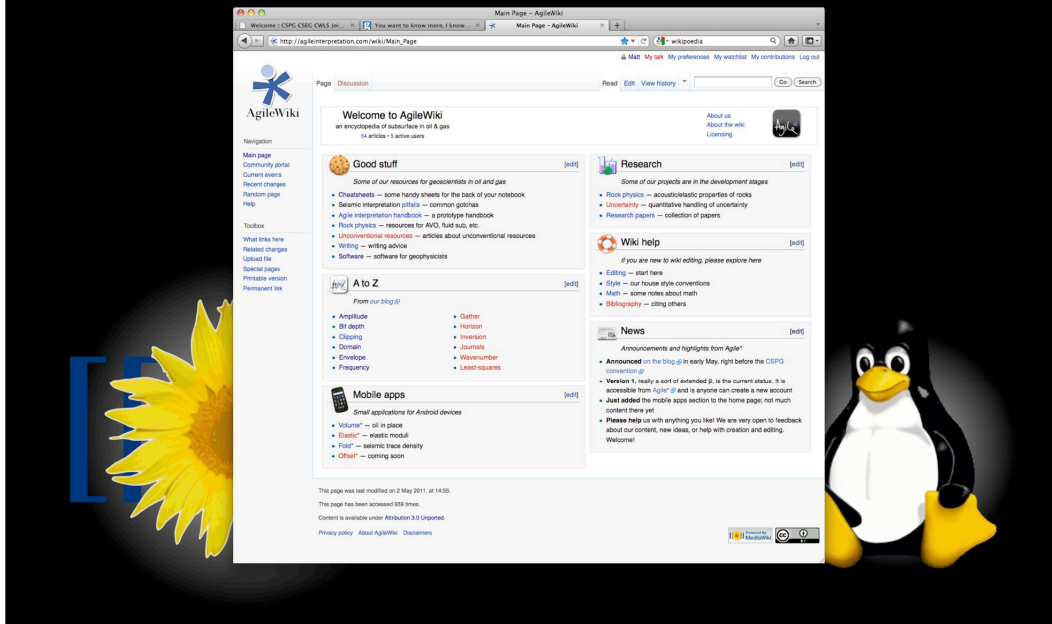 Main Page - AgileWiki
Welcome : CSPG CSEG CWLS Joi...
You want to know more, I know...
Main Page - AgileWiki
http://agileinterpretation.com/wiki/Main_Page
wikipoedia
Matt My talk My preferences My watchlist My contributions Log out
Page Discussion
Read Edit View history
Go Search
AgileWiki
Navigation
Main page
Community portal
Current events
Recent changes
Random page
Help
Toolbox
What links here
Related changes
Upload file
Special pages
Printable version
Permanent link
Welcome to AgileWiki
an encyclopedia of subsurface in oil & gas
54 articles • 5 active users
About us
About the wiki
Licensing
Agile
Good stuff [edit]
Some of our resources for geoscientists in oil and gas
• Cheatsheets — some handy sheets for the back of your notebook
• Seismic interpretation pitfalls — common gotchas
• Agile interpretation handbook — a prototype handbook
• Rock physics — resources for AVO, fluid sub, etc.
• Unconventional resources — articles about unconventional resources
• Writing — writing advice
• Software — software for geophysicists
A to Z [edit]
From our blog
• Amplitude
• Bit depth
• Clipping
• Domain
• Envelope
• Frequency
• Gather
• Horizon
• Inversion
• Journals
• Wavenumber
• Least-squares
Mobile apps [edit]
Small applications for Android devices
• Volume* — oil in place
• Elastic* — elastic moduli
• Fold* — seismic trace density
• Offset* — coming soon
Research [edit]
Some of our projects are in the development stages
• Rock physics — acoustic/elastic properties of rocks
• Uncertainty — quantitative handling of uncertainty
• Research papers — collection of papers
Wiki help [edit]
If you are new to wiki editing, please explore here
• Editing — start here
• Style — our house style conventions
• Math — some notes about math
• Bibliography — citing others
News [edit]
Announcements and highlights from Agile*
• Announced on the blog in early May, right before the CSPG
convention
• Version 1, really a sort of extended β, is the current status. It is
accessible from Agile* and is anyone can create a new account
• Just added the mobile apps section to the home page; not much
content there yet
• Please help us with anything you like! We are very open to feedback
about our content, new ideas, or help with creation and editing.
Welcome!
This page was last modified on 2 May 2011, at 14:55.
This page has been accessed 939 times.
Content is available under Attribution 3.0 Unported.
Privacy policy About AgileWiki Disclaimers
Powered By
MediaWiki
cc
BY
[[